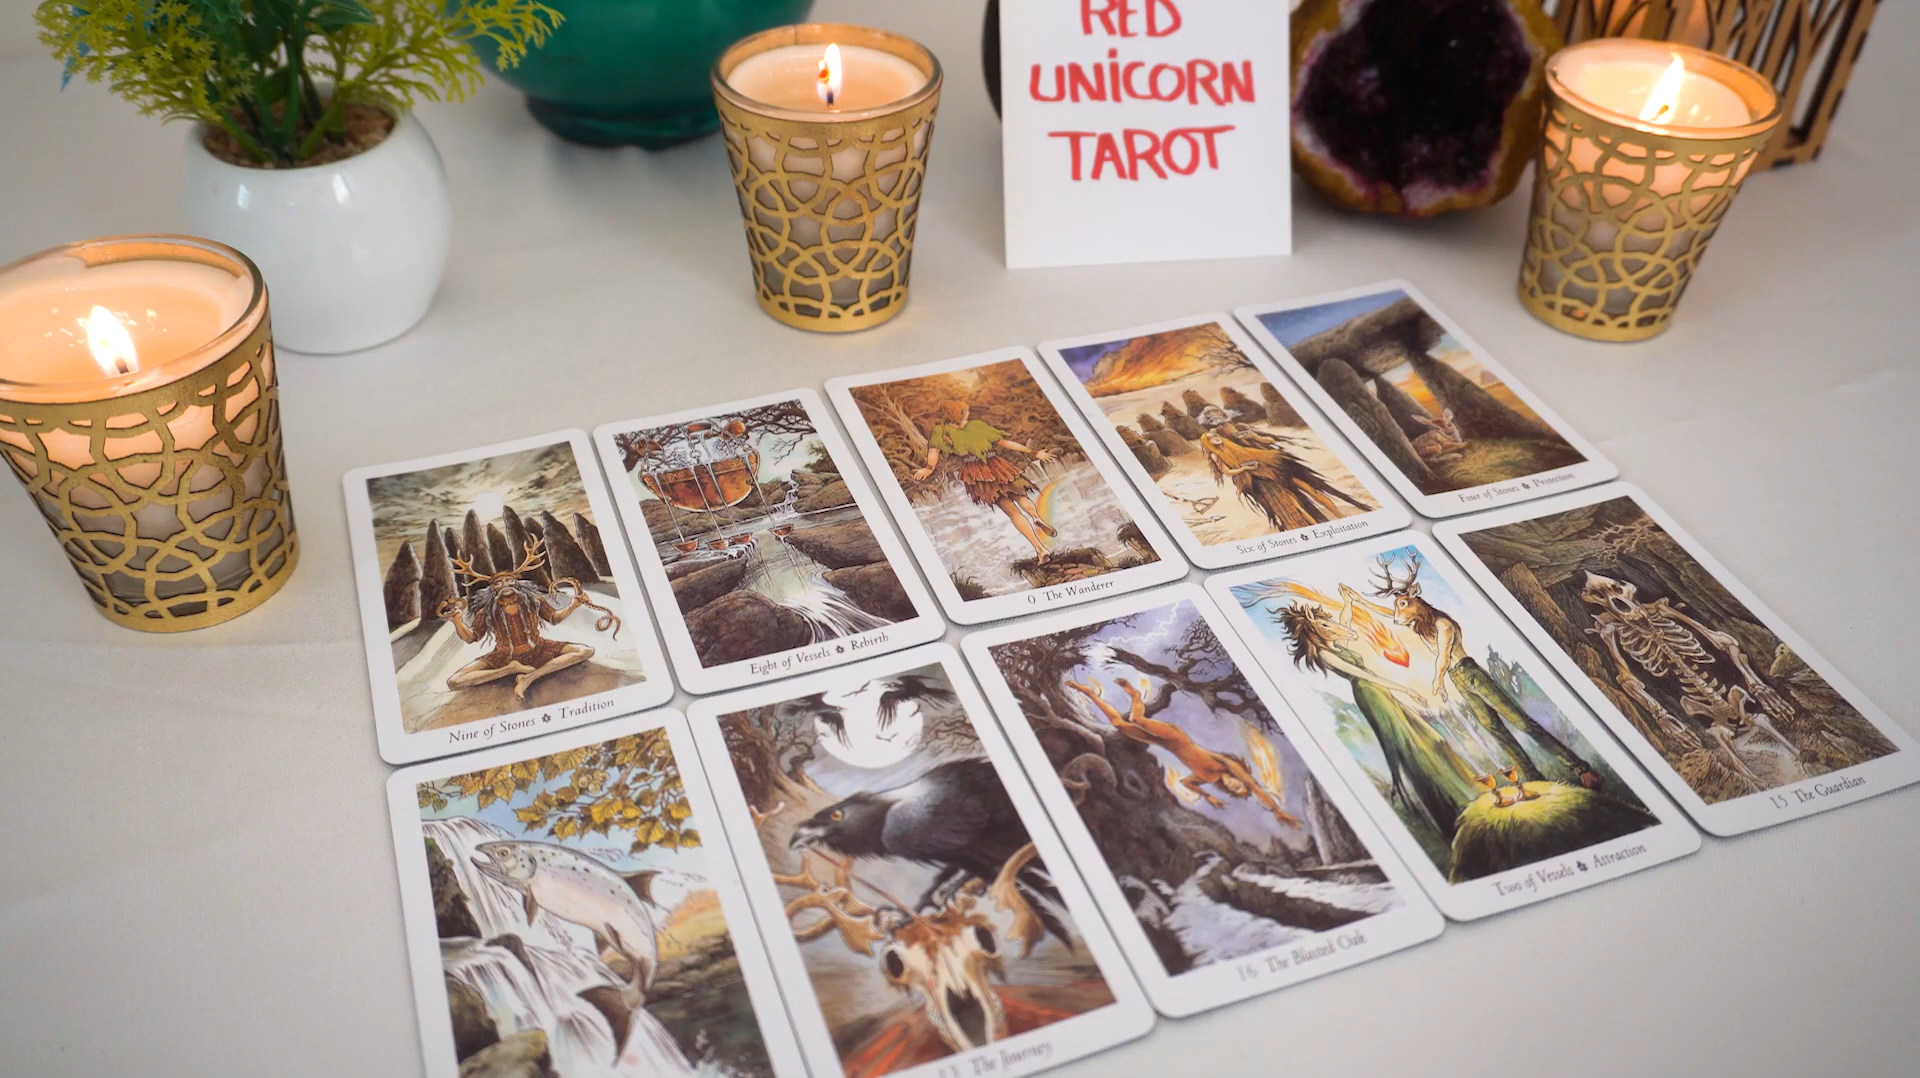 RED
UNICORN
TAROT
Nine of Stones Tradition
Eight of Vessels Rebirth
0 The Wanderer
Six of Stones Exploitation
Four of Stones Protection
13 The Journey
16 The Blasted Oak
Two of Vessels Attraction
15 The Guardian